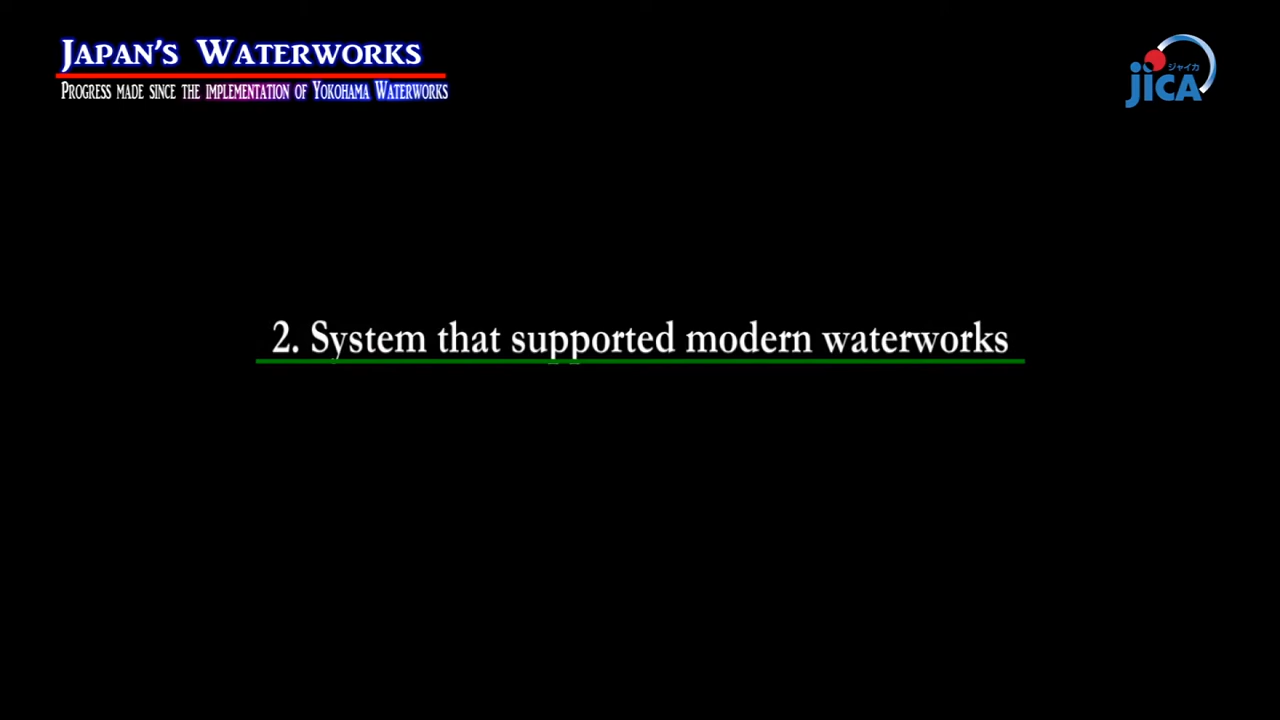 JAPAN'S WATERWORKS
PROGRESS MADE SINCE THE IMPLEMENTATION OF YOKOHAMA WATERWORKS
ジャイカ
jICA
2. System that supported modern waterworks